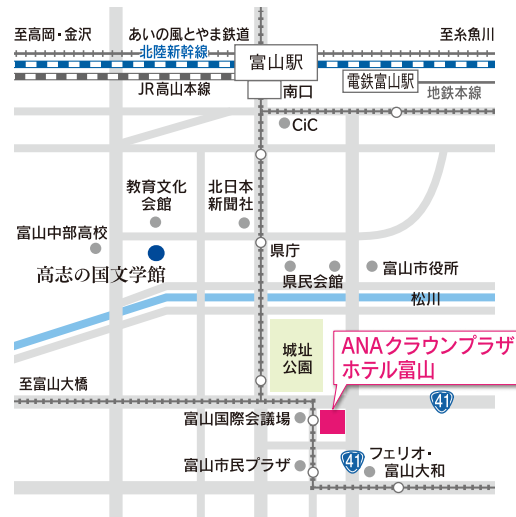 至高岡・金沢
あいの風とやま鉄道
至糸魚川
北陸新幹線
富山駅
電鉄富山駅
JR高山本線
南口
地鉄本線
CiC
教育文化
会館
北日本
新聞社
富山中部高校
県庁
高志の国文学館
県民会館
富山市役所
松川
城址
公園
ANAクラウンプラザ
ホテル富山
至富山大橋
41
富山国際会議場
富山市民プラザ
41
フェリオ・
富山大和